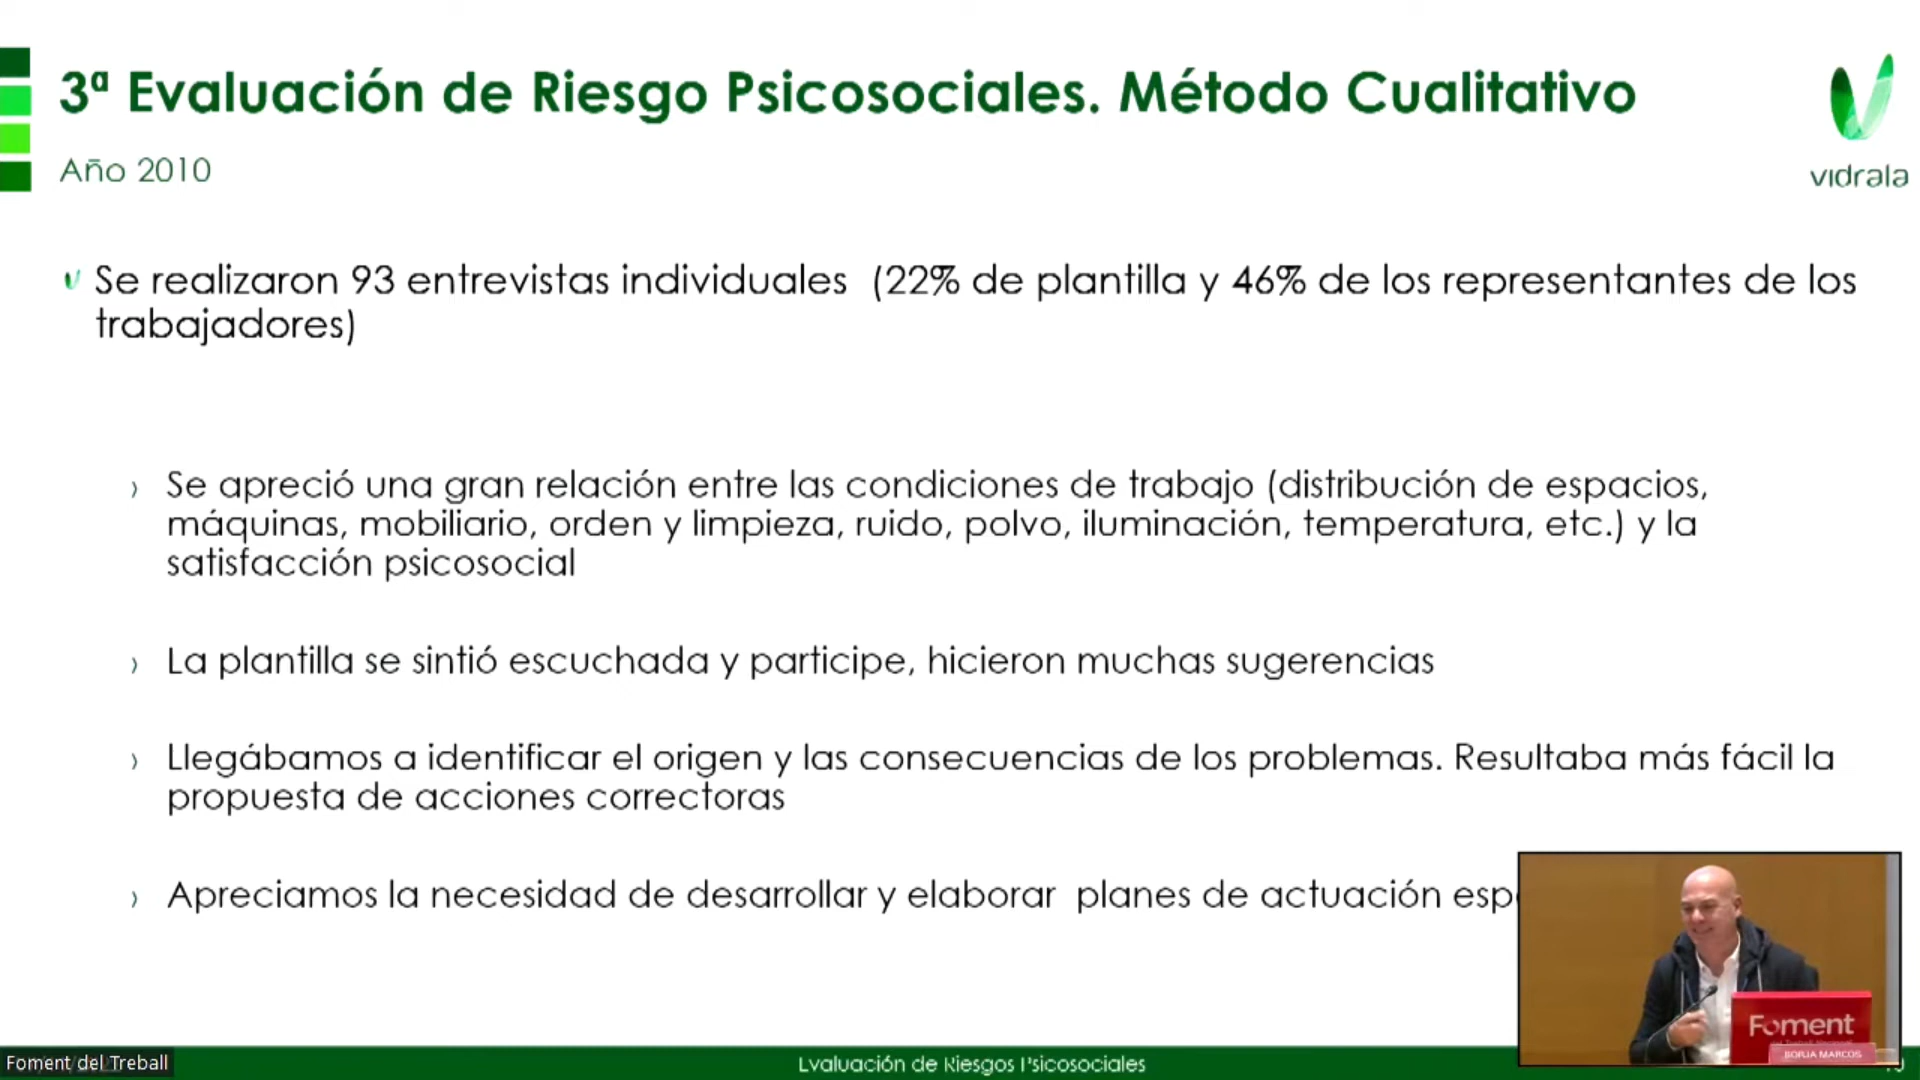 3ª Evaluación de Riesgo Psicosociales. Método Cualitativo
Año 2010
vidrala
Se realizaron 93 entrevistas individuales (22% de plantilla y 46% de los representantes de los
trabajadores)
Se apreció una gran relación entre las condiciones de trabajo (distribución de espacios,
máquinas, mobiliario, orden y limpieza, ruido, polvo, iluminación, temperatura, etc.) y la
satisfacción psicosocial
La plantilla se sintió escuchada y participe, hicieron muchas sugerencias
Llegábamos a identificar el origen y las consecuencias de los problemas. Resultaba más fácil la
propuesta de acciones correctoras
Apreciamos la necesidad de desarrollar y elaborar planes de actuación
Foment
BORJA MARCOS
Foment del Treball
Evaluación de Riesgos Psicosociales